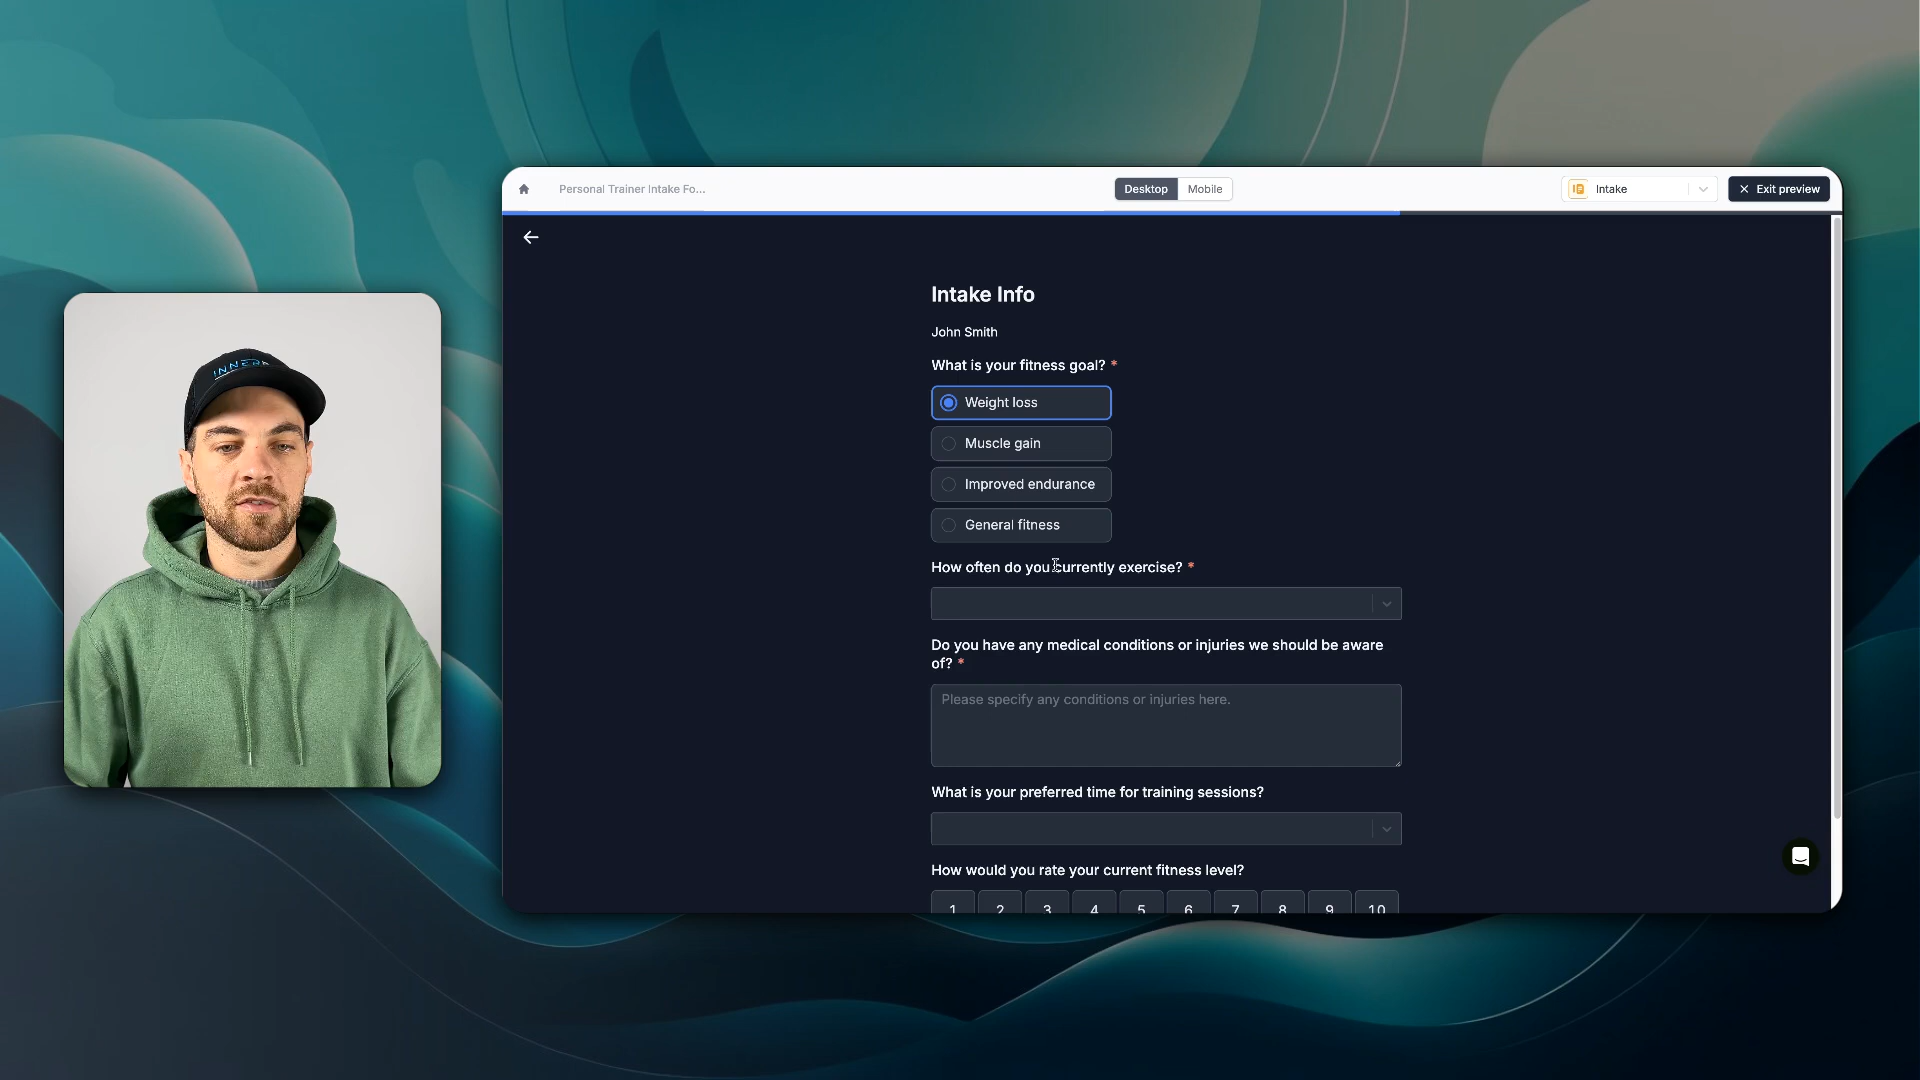 Personal Trainer Intake Fo...
Desktop
Mobile
Intake
Exit preview
Intake Info
John Smith
What is your fitness goal? *
Weight loss
Muscle gain
Improved endurance
General fitness
How often do you currently exercise? *
Do you have any medical conditions or injuries we should be aware
of? *
Please specify any conditions or injuries here.
What is your preferred time for training sessions?
How would you rate your current fitness level?
1 2 3 4 5 6 7 8 9 10